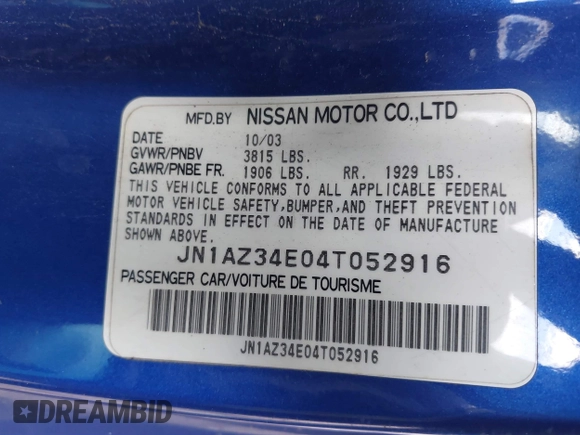 MFD.BY NISSAN MOTOR CO.,LTD
DATE 10/03
GVWR/PNBV 3815 LBS.
GAWR/PNBE FR. 1906 LBS. RR. 1929 LBS.
THIS VEHICLE CONFORMS TO ALL APPLICABLE FEDERAL
MOTOR VEHICLE SAFETY,BUMPER,AND THEFT PREVENTION
STANDARDS IN EFFECT ON THE DATE OF MANUFACTURE
SHOWN ABOVE.
JN1AZ34E04T052916
PASSENGER CAR/VOITURE DE TOURISME
JN1AZ34E04T052916
DREAMBID